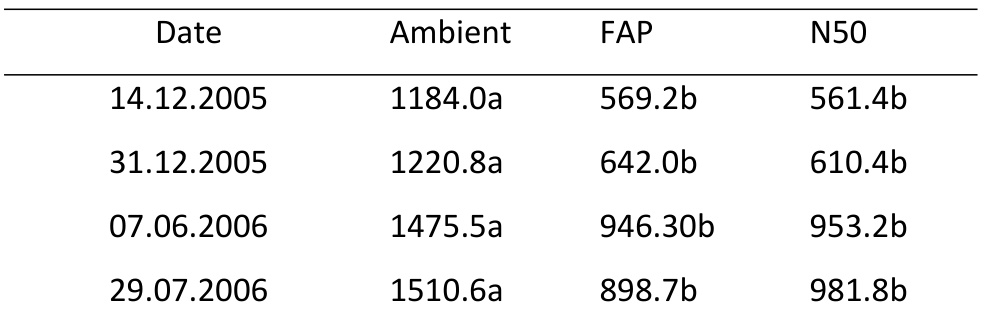 Date Ambient FAP N50
14.12.2005 1184.0a 569.2b 561.4b
31.12.2005 1220.8a 642.0b 610.4b
07.06.2006 1475.5a 946.30b 953.2b
29.07.2006 1510.6a 898.7b 981.8b